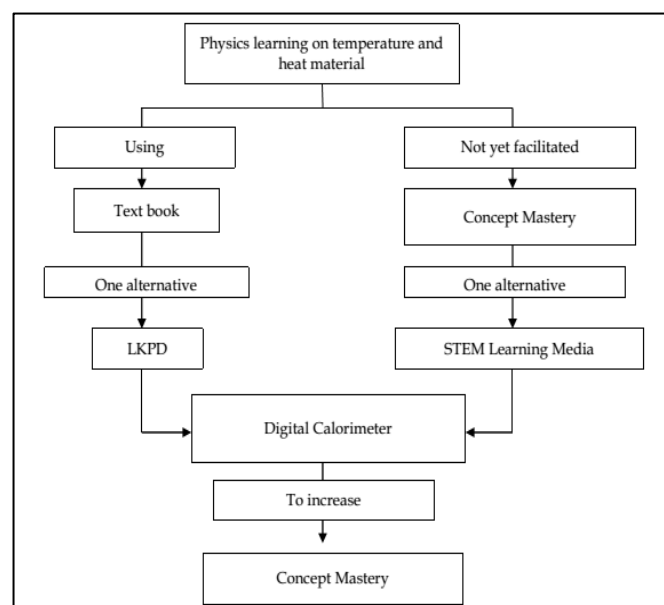 Physics learning on temperature and
heat material
Using
Not yet facilitated
Text book
Concept Mastery
One alternative
One alternative
LKPD
STEM Learning Media
Digital Calorimeter
To increase
Concept Mastery